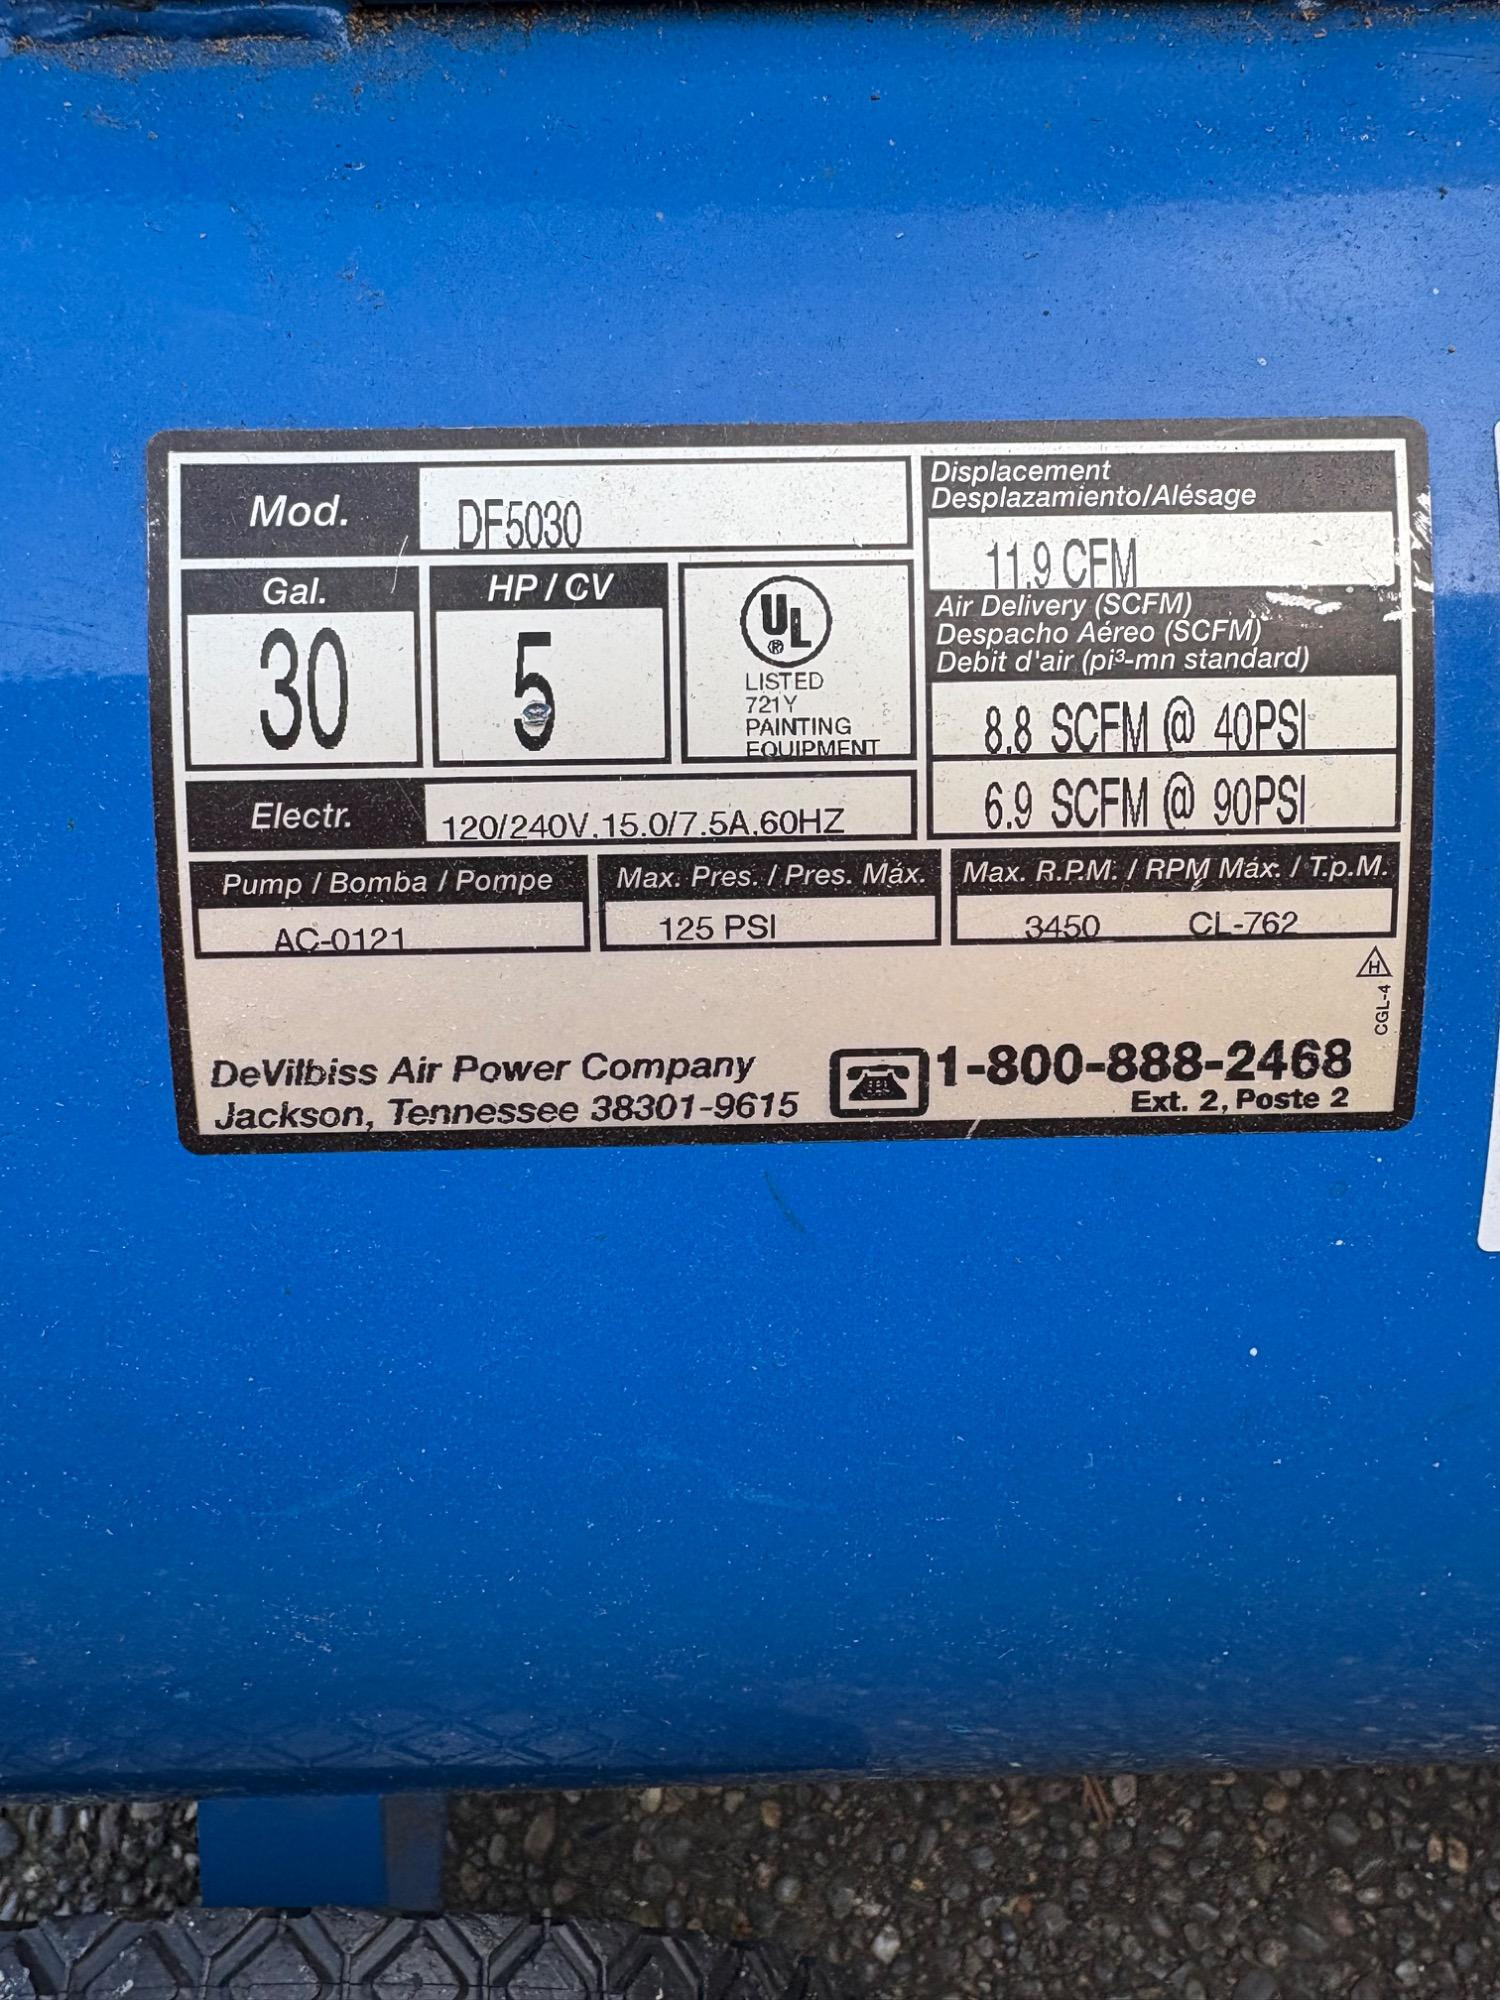 Mod. DF5030
Gal.
30
HP / CV
5
UL
®
LISTED
721Y
PAINTING
EQUIPMENT
Displacement
Desplazamiento/Alésage
11.9 CFM
Air Delivery (SCFM)
Despacho Aéreo (SCFM)
Debit d'air (pi³-mn standard)
8.8 SCFM @ 40PSI
6.9 SCFM @ 90PSI
Electr. 120/240V,15.0/7.5A,60HZ
Pump / Bomba / Pompe
AC-0121
Max. Pres. / Pres. Máx.
125 PSI
Max. R.P.M. / RPM Máx. / T.p.M.
3450 CL-762
H
CGL-4
DeVilbiss Air Power Company
Jackson, Tennessee 38301-9615
1-800-888-2468
Ext. 2, Poste 2